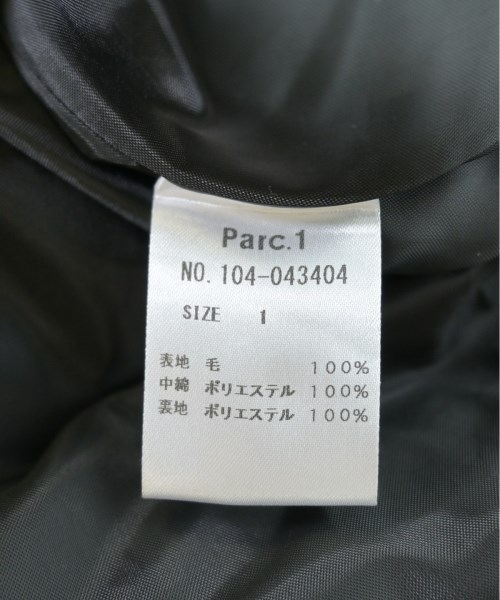 Parc.1
NO. 104-043404
SIZE 1
表地 毛 100%
中綿 ポリエステル 100%
裏地 ポリエステル 100%